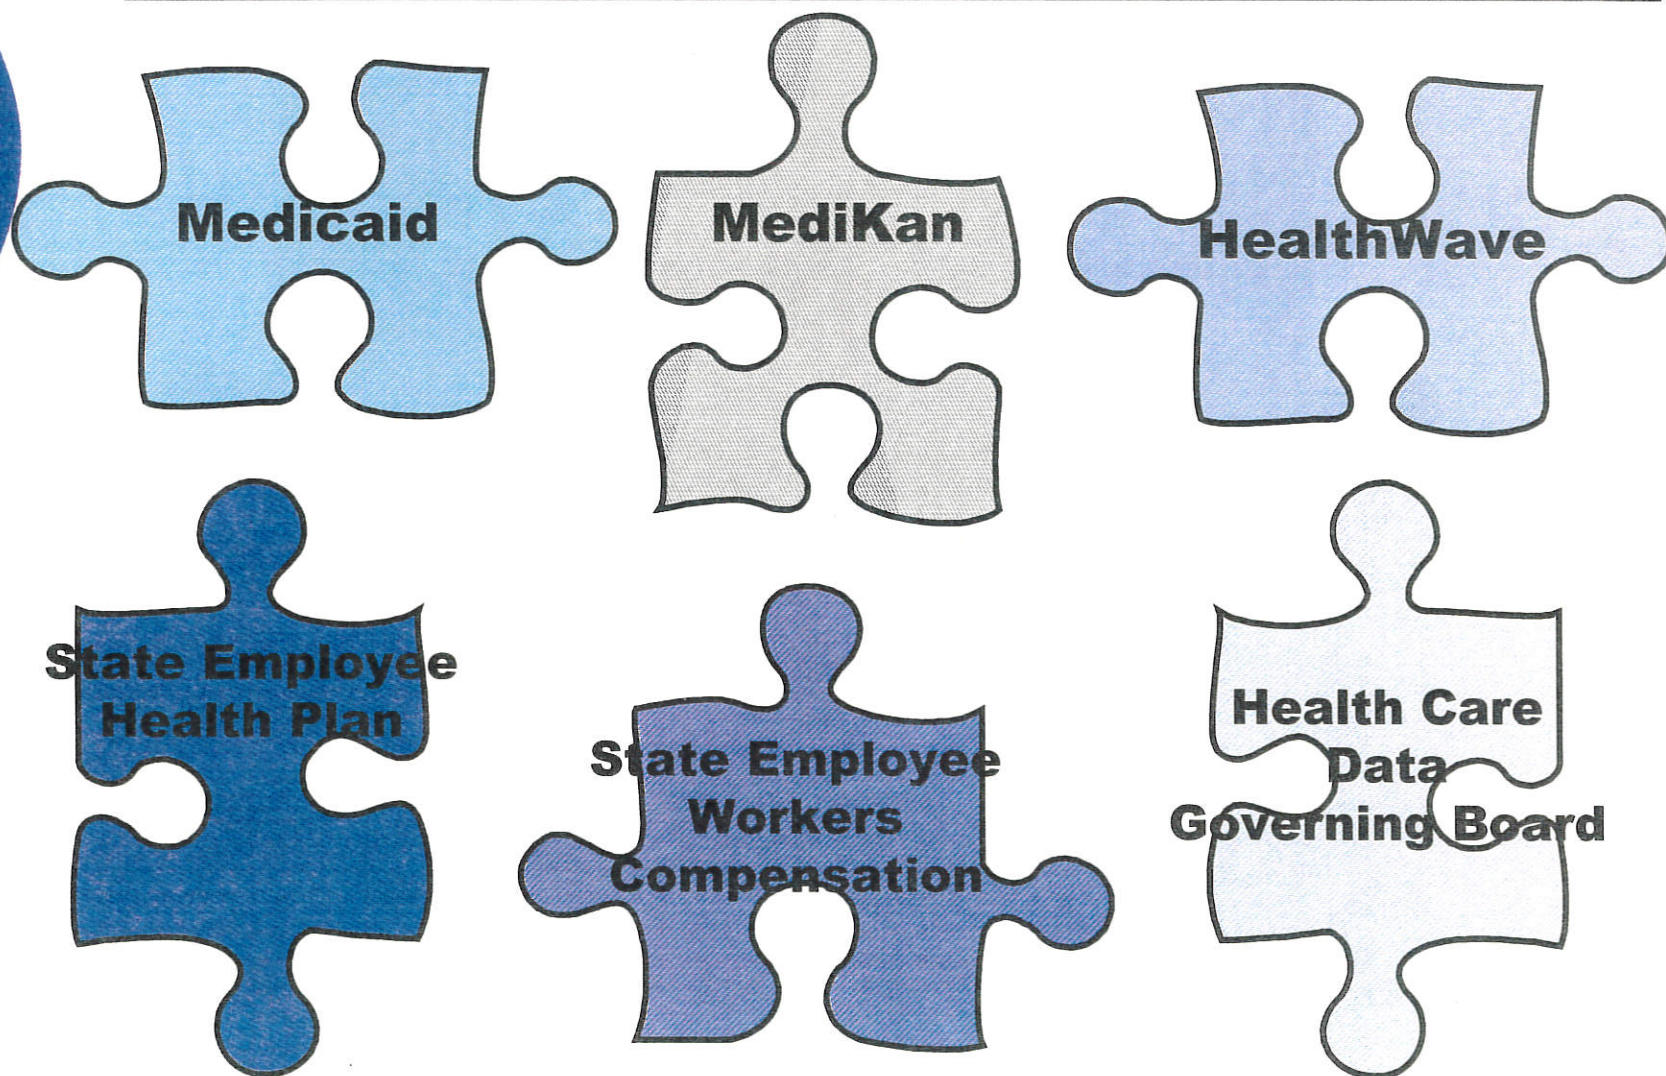 Medicaid
MediKan
HealthWave
State Employee
Health Plan
State Employee
Workers
Compensation
Health Care
Data
Governing Board